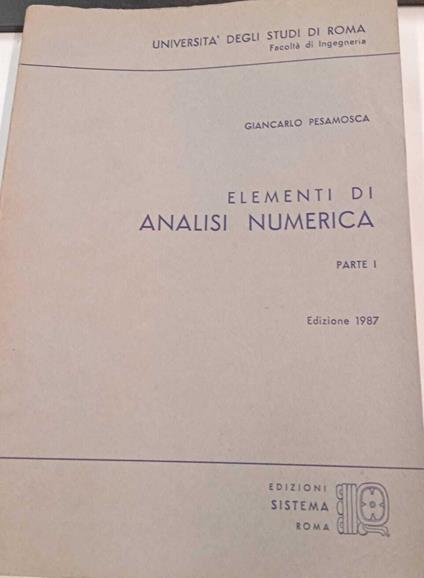 UNIVERSITA' DEGLI STUDI DI ROMA
Facoltà di Ingegneria
GIANCARLO PESAMOSCA
ELEMENTI DI
ANALISI NUMERICA
PARTE I
Edizione 1987
EDIZIONI
SISTEMA
ROMA